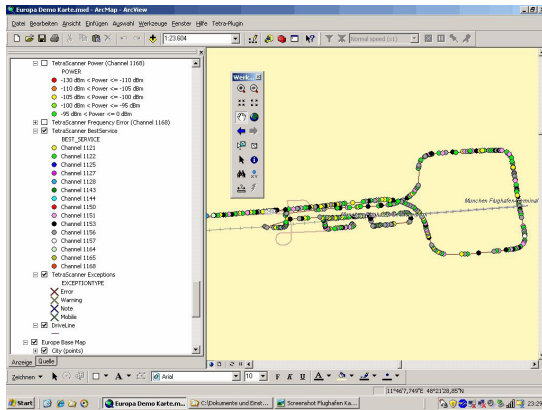 Europa Demo Karte.mxd - ArcMap - ArcView
Datei Bearbeiten Ansicht Einfügen Auswahl Werkzeuge Fenster Hilfe Tetra-Plugin
1:23.604
Normal speed (x1)
TetraScanner Power (Channel 1168)
POWER
-130 dBm < Power <= -110 dBm
-110 dBm < Power <= -105 dBm
-105 dBm < Power <= -100 dBm
-100 dBm < Power <= -95 dBm
-95 dBm < Power <= 0 dBm
TetraScanner Frequency Error (Channel 1168)
TetraScanner BestService
BEST_SERVICE
Channel 1121
Channel 1122
Channel 1125
Channel 1127
Channel 1128
Channel 1143
Channel 1144
Channel 1150
Channel 1151
Channel 1153
Channel 1156
Channel 1157
Channel 1164
Channel 1165
Channel 1168
TetraScanner Exceptions
EXCEPTIONTYPE
Error
Warning
Note
Mobile
DriveLine
Europe Base Map
City (points)
Anzeige Quelle
Werk...
München Flughafen Terminal
Zeichnen
Arial
10
F K U
11°46'7,749"E 48°21'28,85"N
Start
Europa Demo Karte.m...
C:\Dokumente und Einst...
Screenshot Flughafen Ka...
23:29